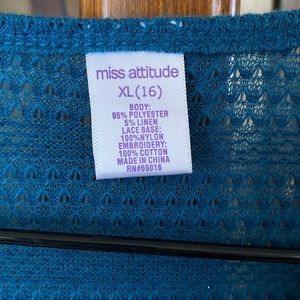 miss attitude
XL(16)
BODY:
95% POLYESTER
5% LINEN
LACE BASE:
100%NYLON
EMBROIDERY:
100% COTTON
MADE IN CHINA
RN#69016